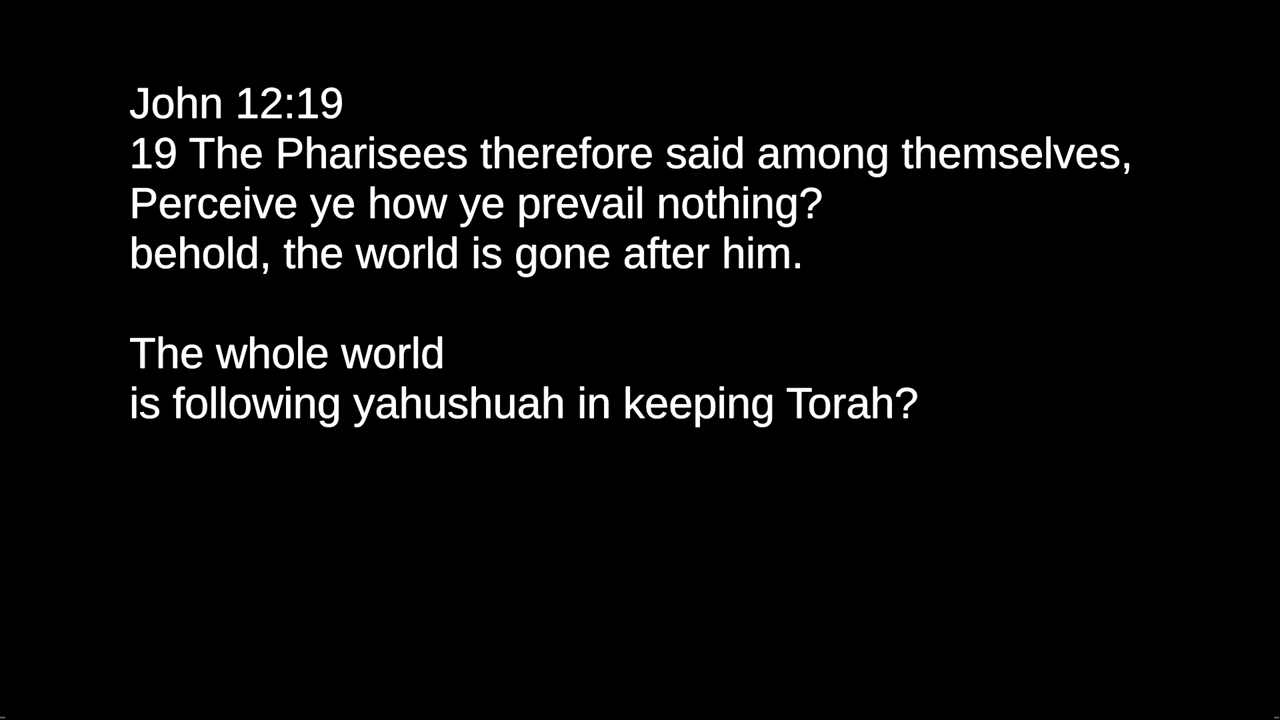 John 12:19
19 The Pharisees therefore said among themselves,
Perceive ye how ye prevail nothing?
behold, the world is gone after him.
The whole world
is following yahushuah in keeping Torah?